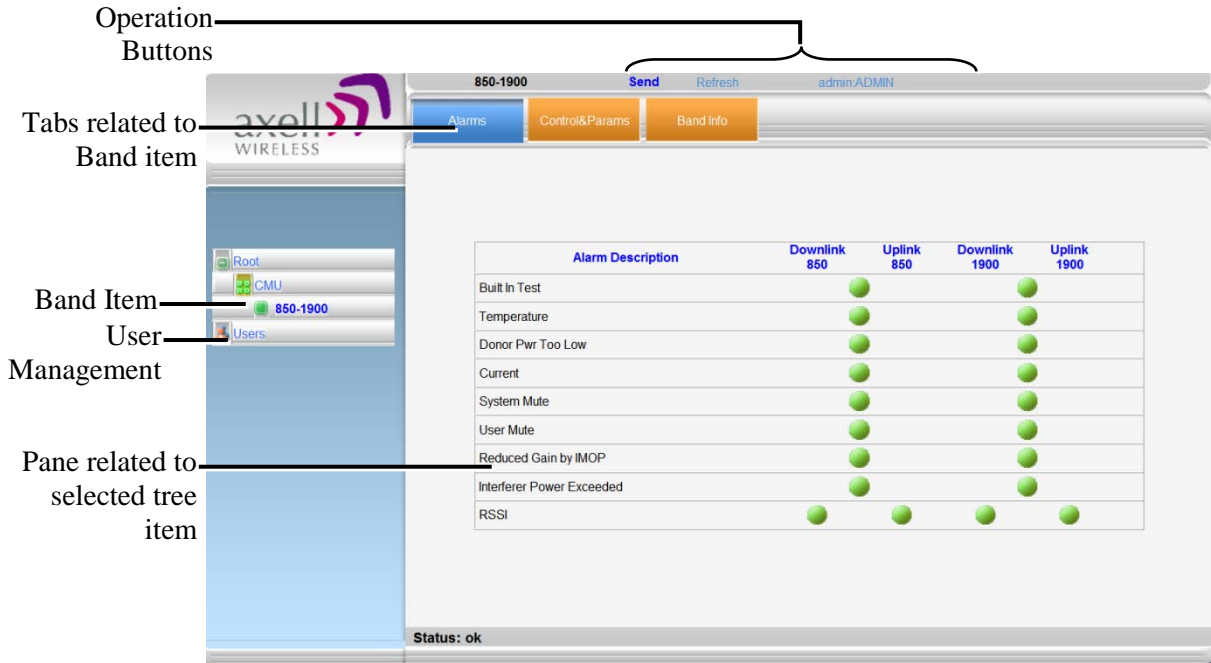 Operation
Buttons
850-1900 Send Refresh admin:ADMIN
axell
WIRELESS
Tabs related to
Band item
Alarms Control&Params Band Info
Alarm Description Downlink 850 Uplink 850 Downlink 1900 Uplink 1900
Root
CMU
850-1900
Users
Band Item
User
Management
Built In Test
Temperature
Donor Pwr Too Low
Current
System Mute
User Mute
Reduced Gain by IMOP
Interferer Power Exceeded
RSSI
Pane related to
selected tree
item
Status: ok